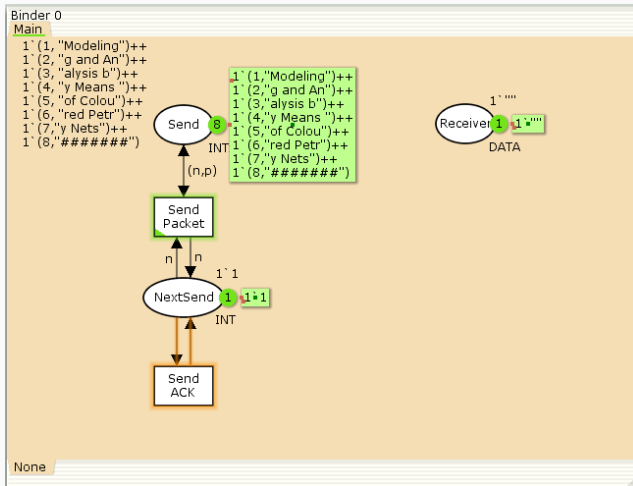 Binder 0
Main
1`(1, "Modeling")++
1`(2, "g and An")++
1`(3, "alysis b")++
1`(4, "y Means ")++
1`(5, "of Colou")++
1`(6, "red Petr")++
1`(7,"y Nets")++
1`(8,"#######")
Send
8
INT
1`(1,"Modeling")++
1`(2,"g and An")++
1`(3,"alysis b")++
1`(4,"y Means ")++
1`(5,"of Colou")++
1`(6,"red Petr")++
1`(7,"y Nets")++
1`(8,"#######")
1`""
Receiver
1
1`""
DATA
(n,p)
Send
Packet
n
n
1`1
NextSend
1
1`1
INT
Send
ACK
None